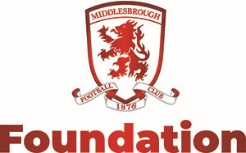 MIDDLESBROUGH
FOOTBALL CLUB
1876
Foundation